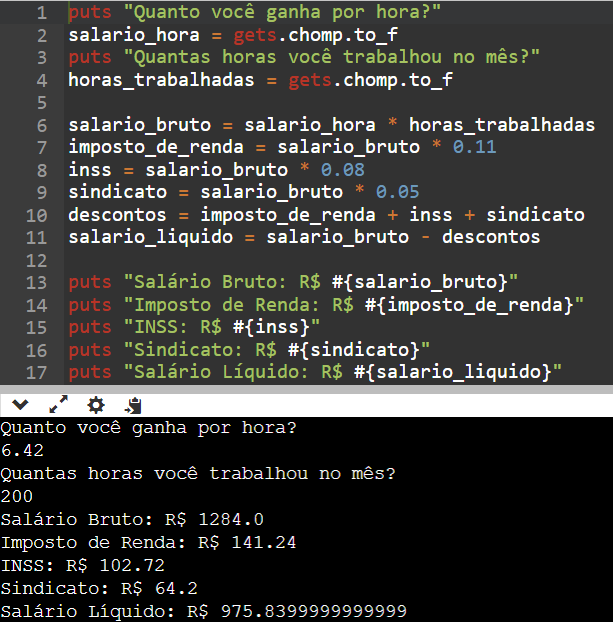 1 puts "Quanto você ganha por hora?"
2 salario_hora = gets.chomp.to_f
3 puts "Quantas horas você trabalhou no mês?"
4 horas_trabalhadas = gets.chomp.to_f
5
6 salario_bruto = salario_hora * horas_trabalhadas
7 imposto_de_renda = salario_bruto * 0.11
8 inss = salario_bruto * 0.08
9 sindicato = salario_bruto * 0.05
10 descontos = imposto_de_renda + inss + sindicato
11 salario_liquido = salario_bruto - descontos
12
13 puts "Salário Bruto: R$ #{salario_bruto}"
14 puts "Imposto de Renda: R$ #{imposto_de_renda}"
15 puts "INSS: R$ #{inss}"
16 puts "Sindicato: R$ #{sindicato}"
17 puts "Salário Líquido: R$ #{salario_liquido}"
Quanto você ganha por hora?
6.42
Quantas horas você trabalhou no mês?
200
Salário Bruto: R$ 1284.0
Imposto de Renda: R$ 141.24
INSS: R$ 102.72
Sindicato: R$ 64.2
Salário Líquido: R$ 975.8399999999999